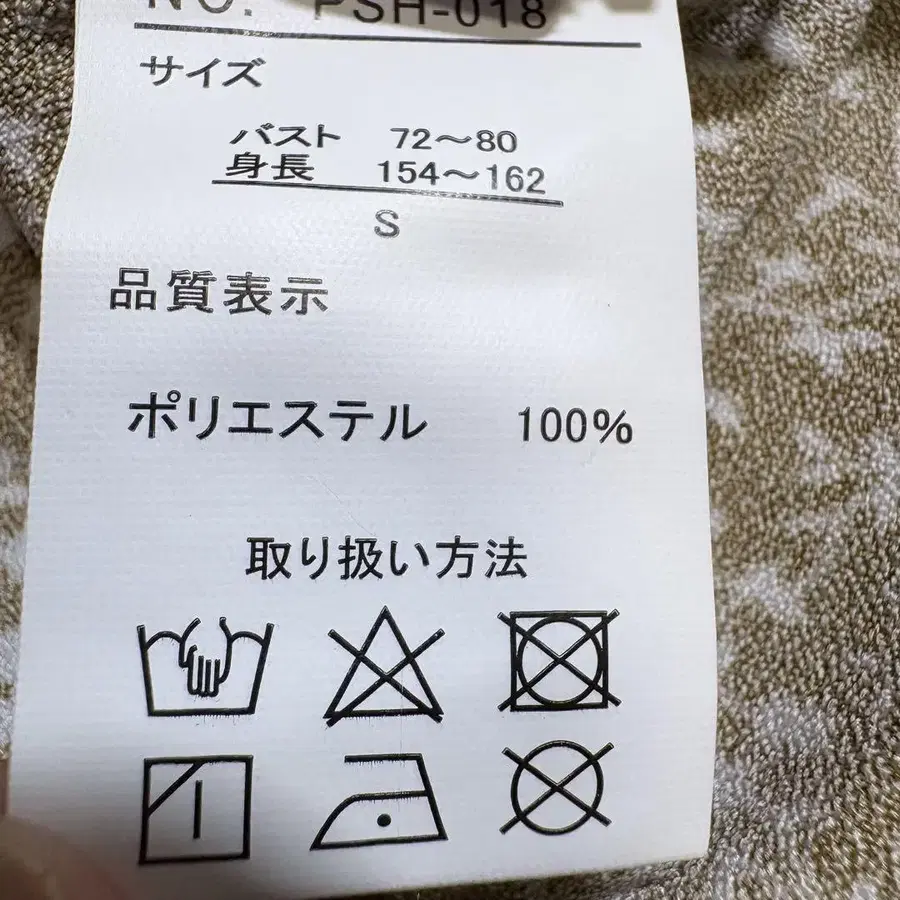 NO. PSH-018
サイズ
バスト 72～80
身長 154～162
S
品質表示
ポリエステル 100%
取り扱い方法